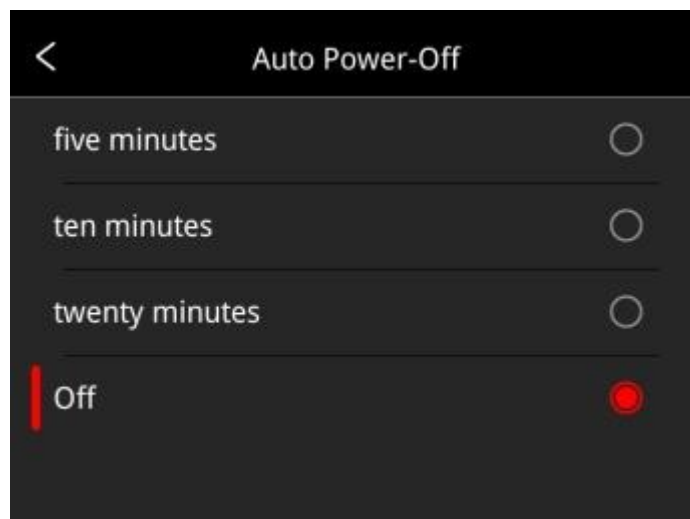 Auto Power-Off
five minutes
ten minutes
twenty minutes
Off